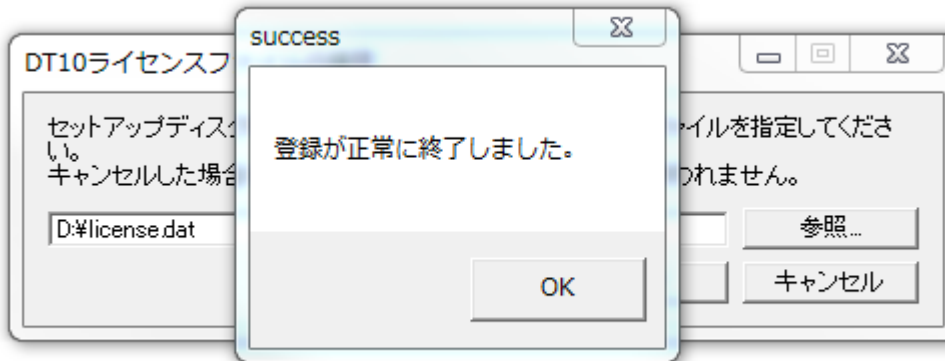 success
登録が正常に終了しました。
OK
DT10ライセンスフ
セットアップディスク
イルを指定してくださ
い。
キャンセルした場合
われません。
D:¥license.dat
参照...
キャンセル